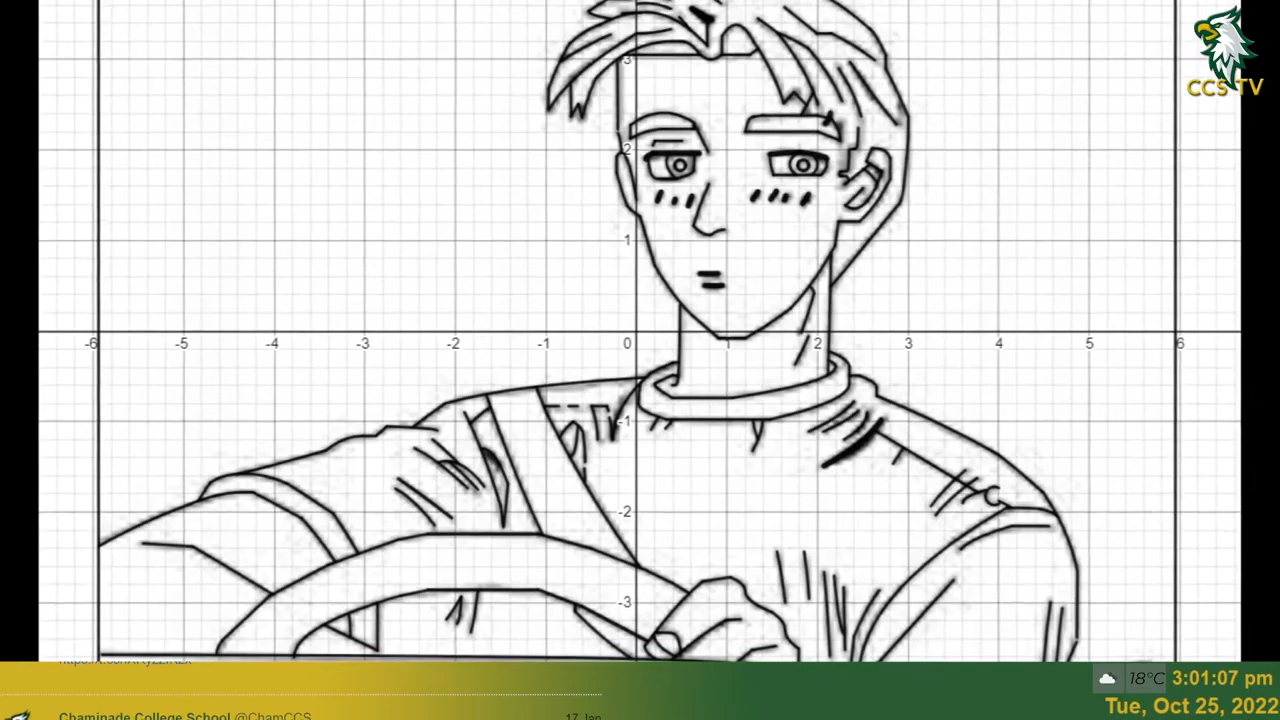 CCS TV
3
2
1
-6 -5 -4 -3 -2 -1 0 1 2 3 4 5 6
-1
-2
-3
18°C 3:01:07 pm
Tue, Oct 25, 2022
Chaminade College School @ChamCCS 17 Jan